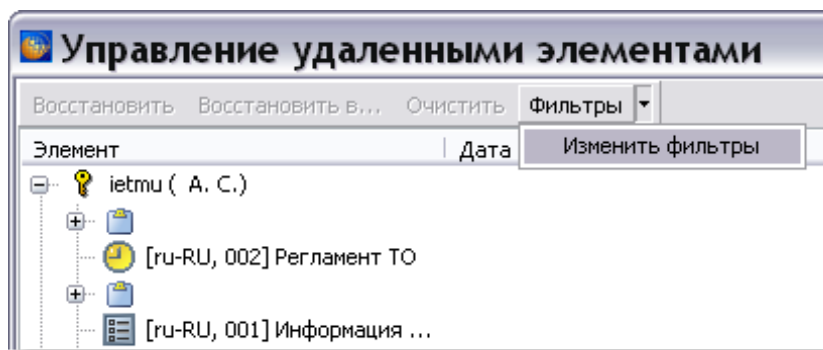 Управление удаленными элементами
Восстановить Восстановить в... Очистить Фильтры
Элемент Дата Изменить фильтры
ietmu ( А. С.)
[ru-RU, 002] Регламент ТО
[ru-RU, 001] Информация ...